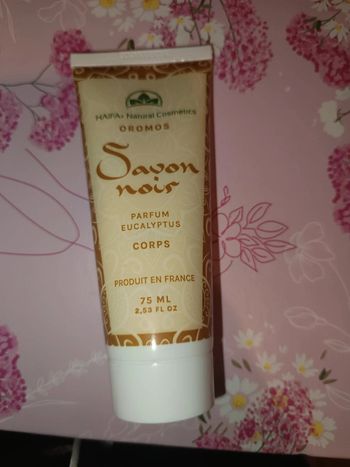 HAIFA® Natural Cosmetics
OROMOS
Savon
noir
PARFUM
EUCALYPTUS
CORPS
PRODUIT EN FRANCE
75 ML
2,53 FL OZ